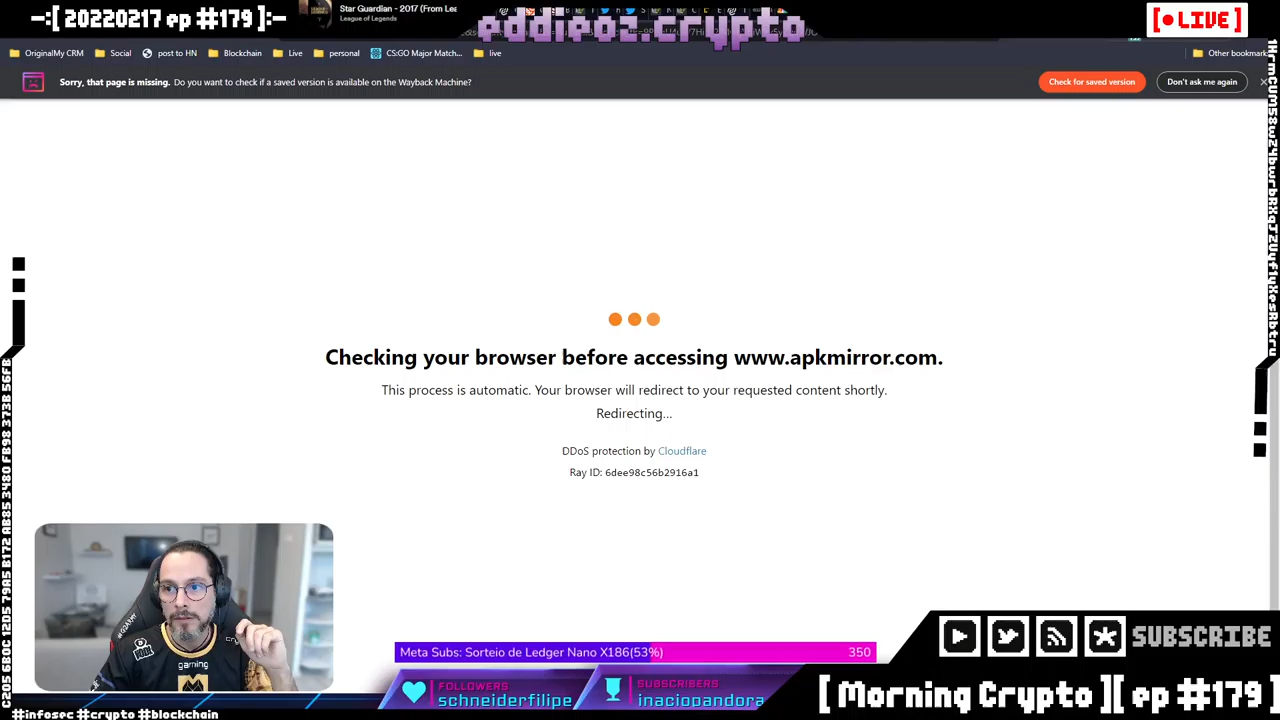 -:[ 20220217 ep #179 ]:-
Star Guardian - 2017 (From Lea
League of Legends
eddieoz.crypto
[● LIVE ]
OriginalMy CRM
Social
post to HN
Blockchain
Live
personal
CS:GO Major Match...
live
Other bookmark
Sorry, that page is missing. Do you want to check if a saved version is available on the Wayback Machine?
Check for saved version
Don't ask me again
Checking your browser before accessing www.apkmirror.com.
This process is automatic. Your browser will redirect to your requested content shortly.
Redirecting...
DDoS protection by Cloudflare
Ray ID: 6dee98c56b2916a1
gaming
Meta Subs: Sorteio de Ledger Nano X186(53%)
350
FOLLOWERS
schneiderfilipe
SUBSCRIBERS
inaciopandora
SUBSCRIBE
[ Morning Crypto ][ ep #179 ]
#infosec #crypto #blockchain